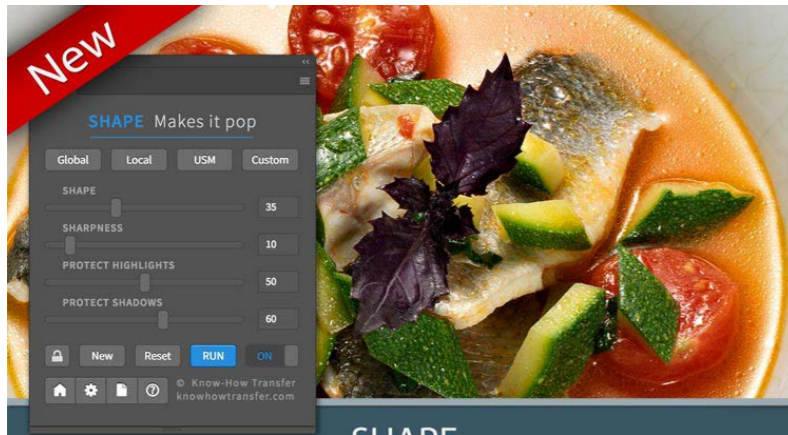 New
SHAPE Makes it pop
Global Local USM Custom
SHAPE
35
SHARPNESS
10
PROTECT HIGHLIGHTS
50
PROTECT SHADOWS
60
New Reset RUN ON
© Know-How Transfer
knowhowtransfer.com
SHAPE